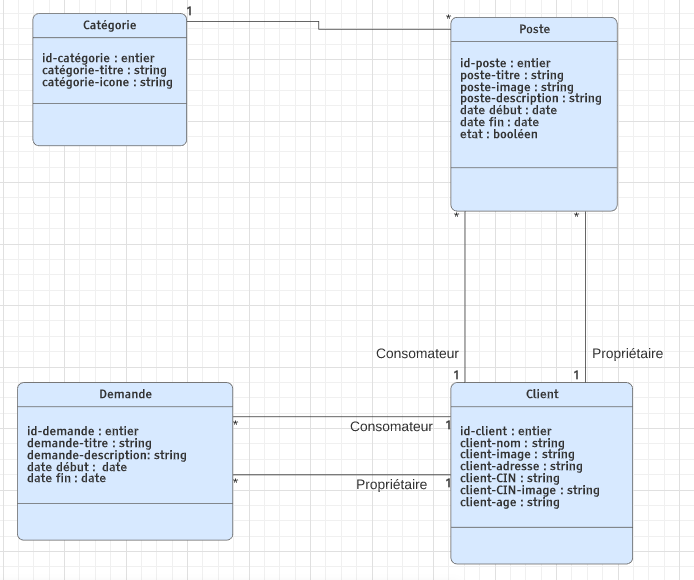 Catégorie
1
*
id-catégorie : entier
catégorie-titre : string
catégorie-icone : string
Poste
id-poste : entier
poste-titre : string
poste-image : string
poste-description : string
date début : date
date fin : date
etat : booléen
*
*
Consomateur
Propriétaire
1
1
Demande
id-demande : entier
demande-titre : string
demande-description: string
date début : date
date fin : date
*
Consomateur
1
*
Propriétaire
1
Client
id-client : entier
client-nom : string
client-image : string
client-adresse : string
client-CIN : string
client-CIN-image : string
client-age : string